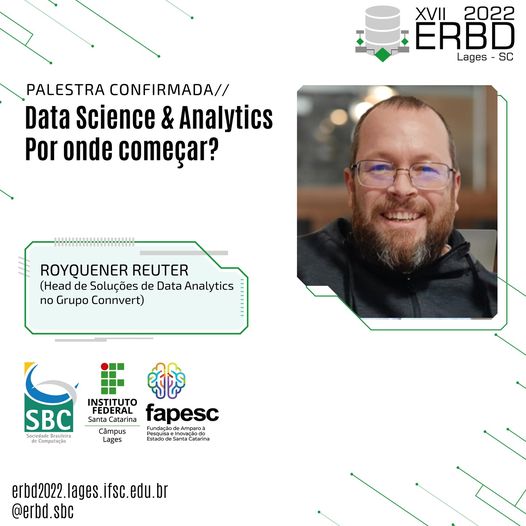 XVII 2022
ERBD
Lages - SC
PALESTRA CONFIRMADA//
Data Science & Analytics
Por onde começar?
ROYQUENER REUTER
(Head de Soluções de Data Analytics
no Grupo Connvert)
SBC
Sociedade Brasileira
de Computação
INSTITUTO
FEDERAL
Santa Catarina
Câmpus
Lages
fapesc
Fundação de Amparo à
Pesquisa e Inovação do
Estado de Santa Catarina
erbd2022.lages.ifsc.edu.br
@erbd.sbc